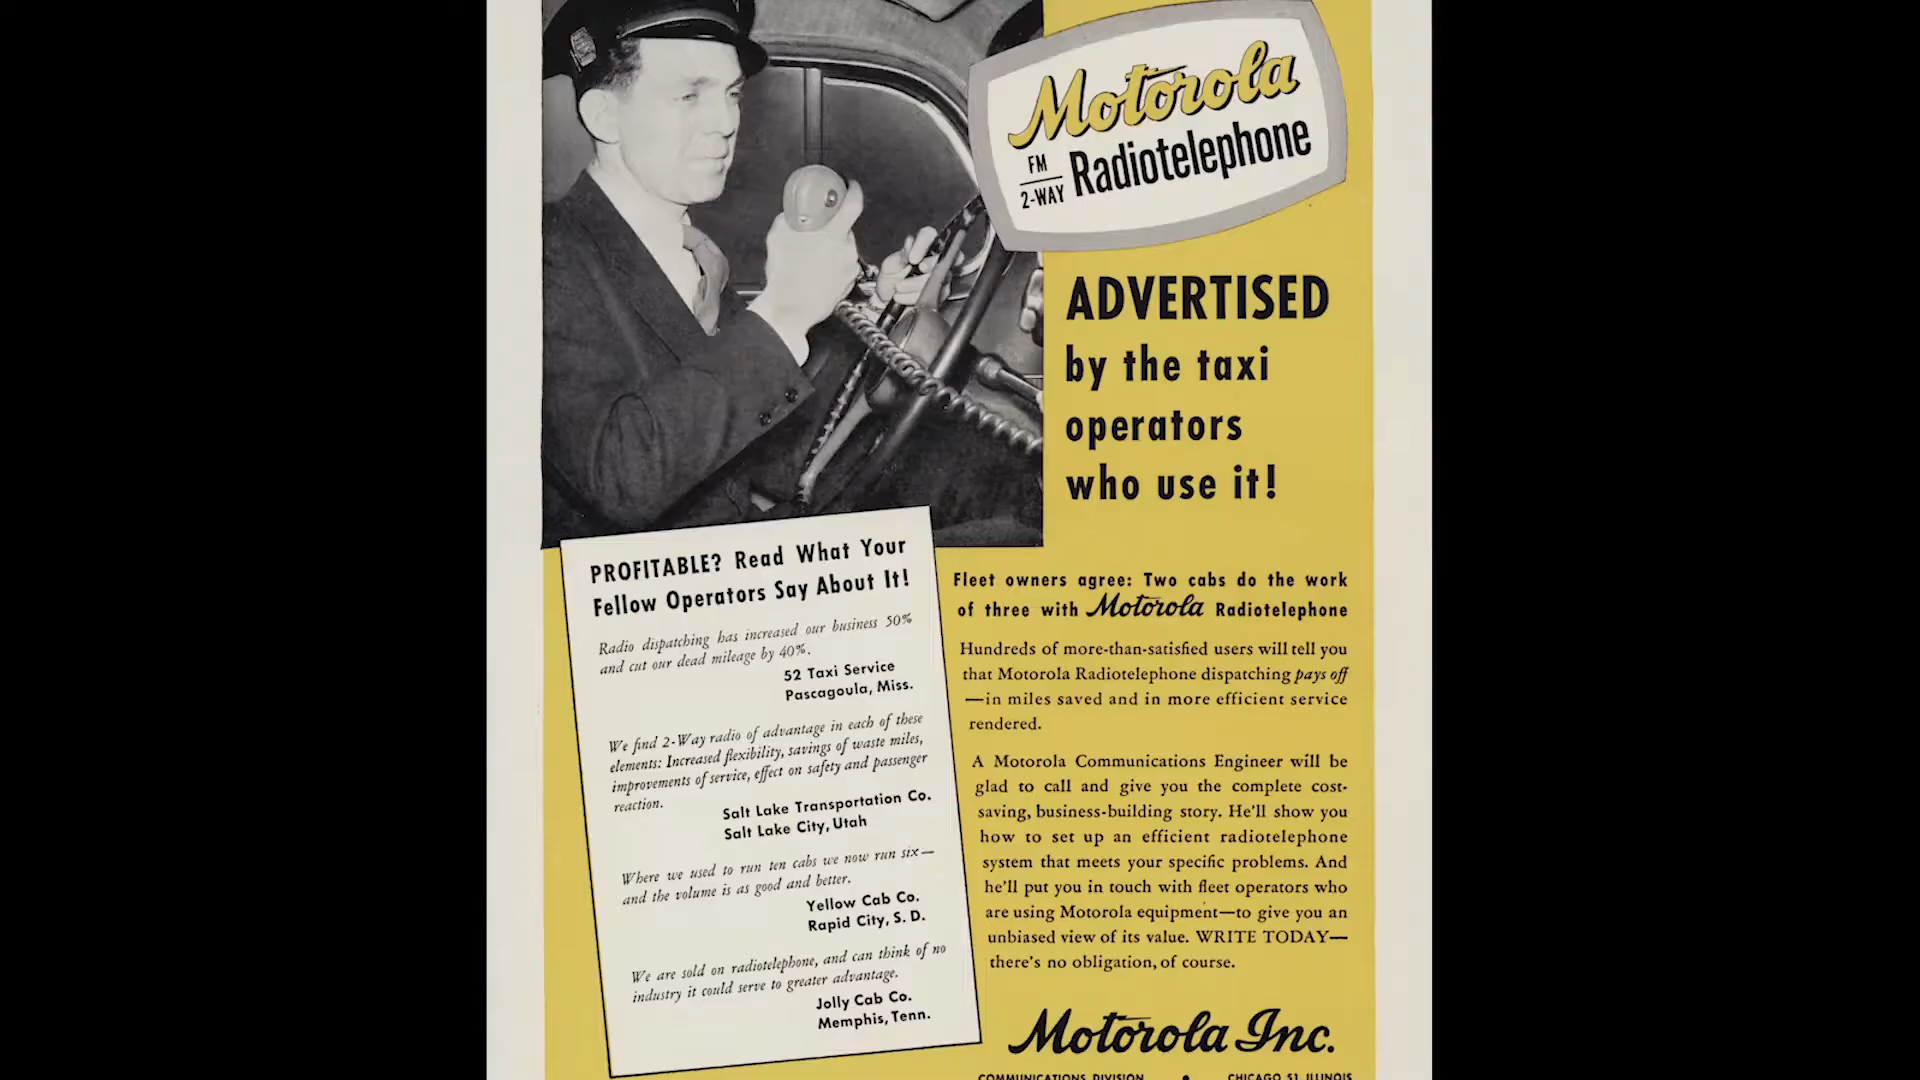 Motorola
FM
2-WAY
Radiotelephone
ADVERTISED
by the taxi
operators
who use it!
PROFITABLE? Read What Your
Fellow Operators Say About It!
Radio dispatching has increased our business 50%
and cut our dead mileage by 40%.
52 Taxi Service
Pascagoula, Miss.
We find 2-Way radio of advantage in each of these
elements: Increased flexibility, savings of waste miles,
improvements of service, effect on safety and passenger
reaction.
Salt Lake Transportation Co.
Salt Lake City, Utah
Where we used to run ten cabs we now run six—
and the volume is as good and better.
Yellow Cab Co.
Rapid City, S. D.
We are sold on radiotelephone, and can think of no
industry it could serve to greater advantage.
Jolly Cab Co.
Memphis, Tenn.
Fleet owners agree: Two cabs do the work
of three with Motorola Radiotelephone
Hundreds of more-than-satisfied users will tell you
that Motorola Radiotelephone dispatching pays off
—in miles saved and in more efficient service
rendered.
A Motorola Communications Engineer will be
glad to call and give you the complete cost-
saving, business-building story. He'll show you
how to set up an efficient radiotelephone
system that meets your specific problems. And
he'll put you in touch with fleet operators who
are using Motorola equipment—to give you an
unbiased view of its value. WRITE TODAY—
there's no obligation, of course.
Motorola Inc.
COMMUNICATIONS DIVISION • CHICAGO 51, ILLINOIS